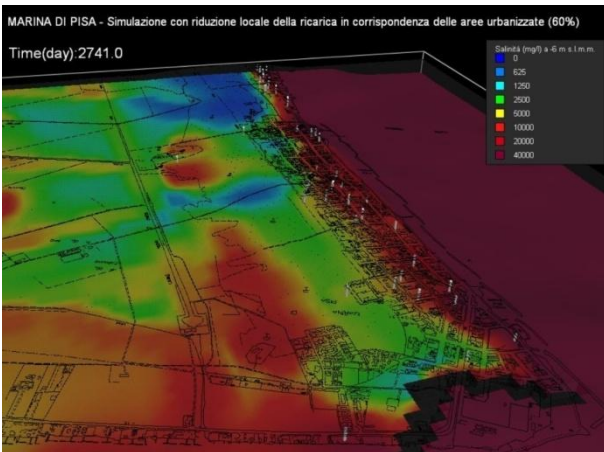 MARINA DI PISA - Simulazione con riduzione locale della ricarica in corrispondenza delle aree urbanizzate (60%)
Time(day):2741.0
Salinità (mg/l) a -6 m s.l.m.m.
0
625
1250
2500
5000
10000
20000
40000